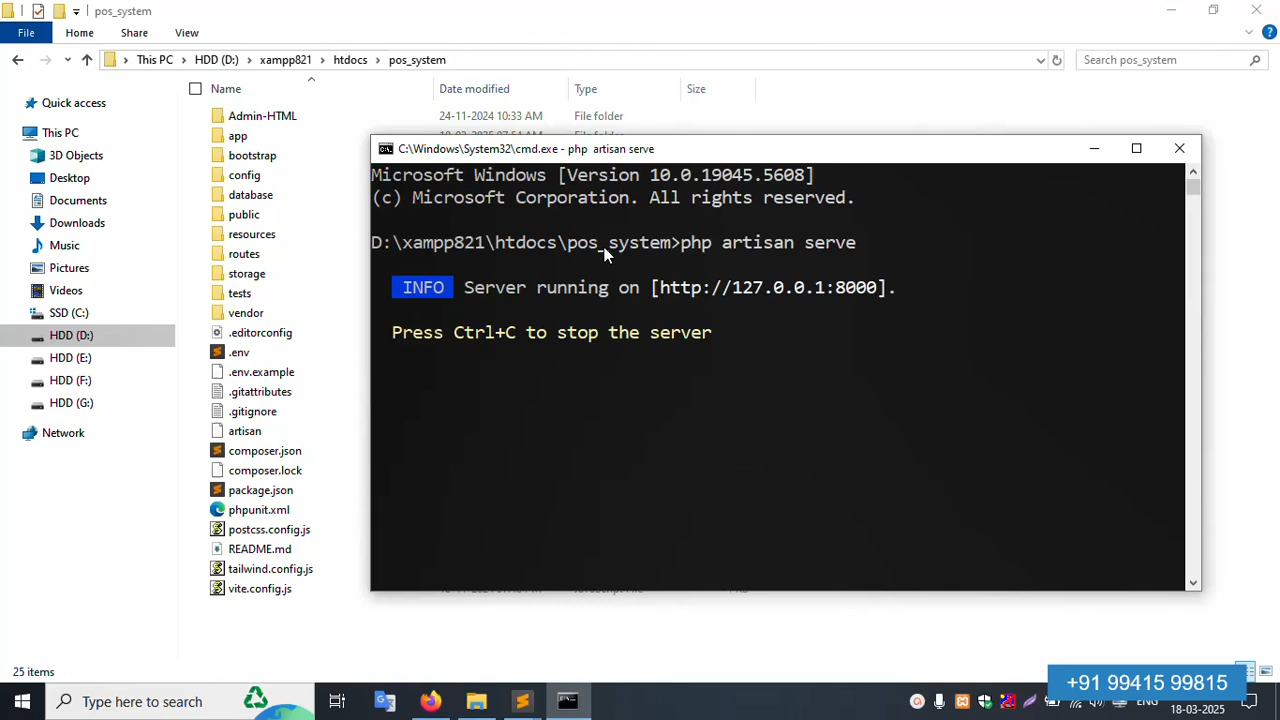 pos_system
File
Home
Share
View
This PC
HDD (D:)
xampp821
htdocs
pos_system
Search pos_system
Name
Date modified
Type
Size
Quick access
This PC
3D Objects
Desktop
Documents
Downloads
Music
Pictures
Videos
SSD (C:)
HDD (D:)
HDD (E:)
HDD (F:)
HDD (G:)
Network
Admin-HTML
24-11-2024 10:33 AM
File folder
app
bootstrap
config
database
public
resources
routes
storage
tests
vendor
.editorconfig
.env
.env.example
.gitattributes
.gitignore
artisan
composer.json
composer.lock
package.json
phpunit.xml
postcss.config.js
README.md
tailwind.config.js
vite.config.js
C:\Windows\System32\cmd.exe - php artisan serve
Microsoft Windows [Version 10.0.19045.5608]
(c) Microsoft Corporation. All rights reserved.
D:\xampp821\htdocs\pos_system>php artisan serve
INFO Server running on [http://127.0.0.1:8000].
Press Ctrl+C to stop the server
25 items
+91 99415 99815
Type here to search
ENG
18-03-2025